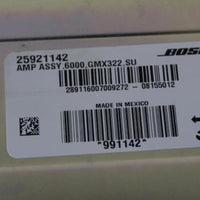 25921142
BOSE
AMP ASSY,6000,GMX322,SU
289116007009272 - 08155012
MADE IN MEXICO
*991142*